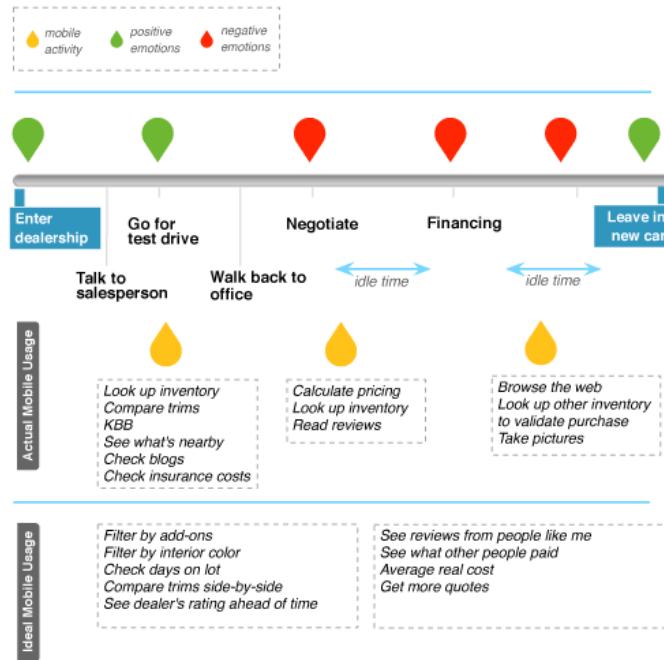 mobile
activity
positive
emotions
negative
emotions
Enter
dealership
Go for
test drive
Negotiate
Financing
Leave in
new car
Talk to
salesperson
Walk back to
office
idle time
idle time
Actual Mobile Usage
Look up inventory
Compare trims
KBB
See what's nearby
Check blogs
Check insurance costs
Calculate pricing
Look up inventory
Read reviews
Browse the web
Look up other inventory
to validate purchase
Take pictures
Ideal Mobile Usage
Filter by add-ons
Filter by interior color
Check days on lot
Compare trims side-by-side
See dealer's rating ahead of time
See reviews from people like me
See what other people paid
Average real cost
Get more quotes